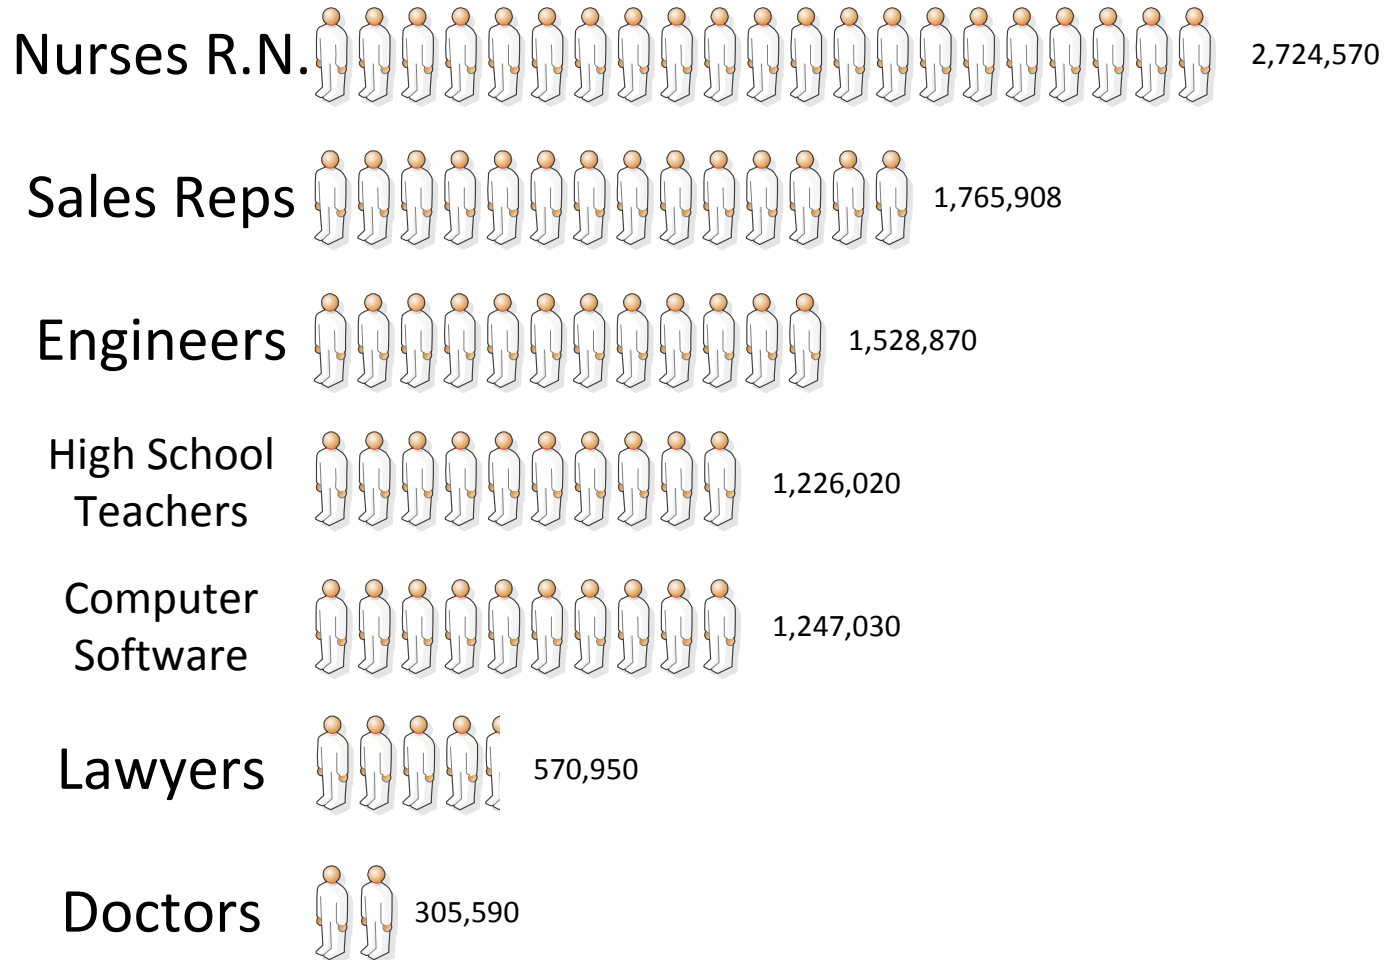 Nurses R.N.
2,724,570
Sales Reps
1,765,908
Engineers
1,528,870
High School
Teachers
1,226,020
Computer
Software
1,247,030
Lawyers
570,950
Doctors
305,590